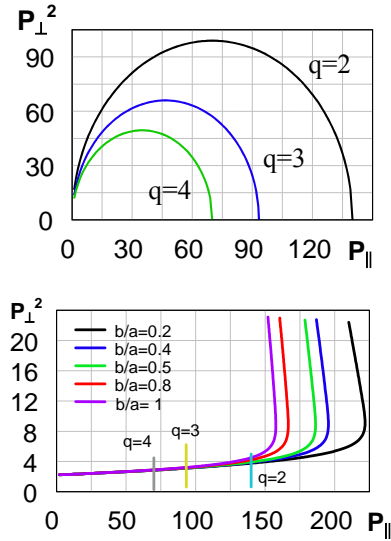 P⊥²
90
60
30
0
q=2
q=3
q=4
0 30 60 90 120 P∥
P⊥²
20
16
12
8
4
0
b/a=0.2
b/a=0.4
b/a=0.5
b/a=0.8
b/a= 1
q=3
q=4
q=2
0 50 100 150 200 P∥